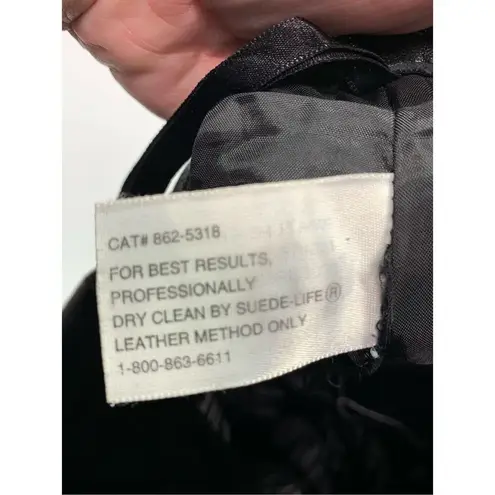 CAT# 862-5318
FOR BEST RESULTS,
PROFESSIONALLY
DRY CLEAN BY SUEDE-LIFE®
LEATHER METHOD ONLY
1-800-863-6611